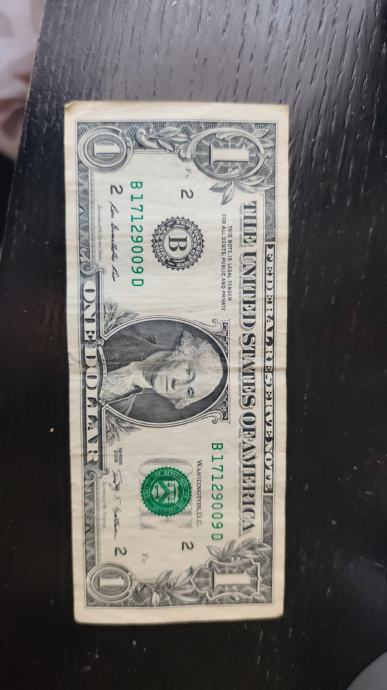 FEDERAL RESERVE NOTE
THE UNITED STATES OF AMERICA
1
1
THIS NOTE IS LEGAL TENDER
FOR ALL DEBTS, PUBLIC AND PRIVATE
B17129009D
2
2
WASHINGTON, D.C.
B
B17129009D
2
2
SERIES
1
ONE DOLLAR
1